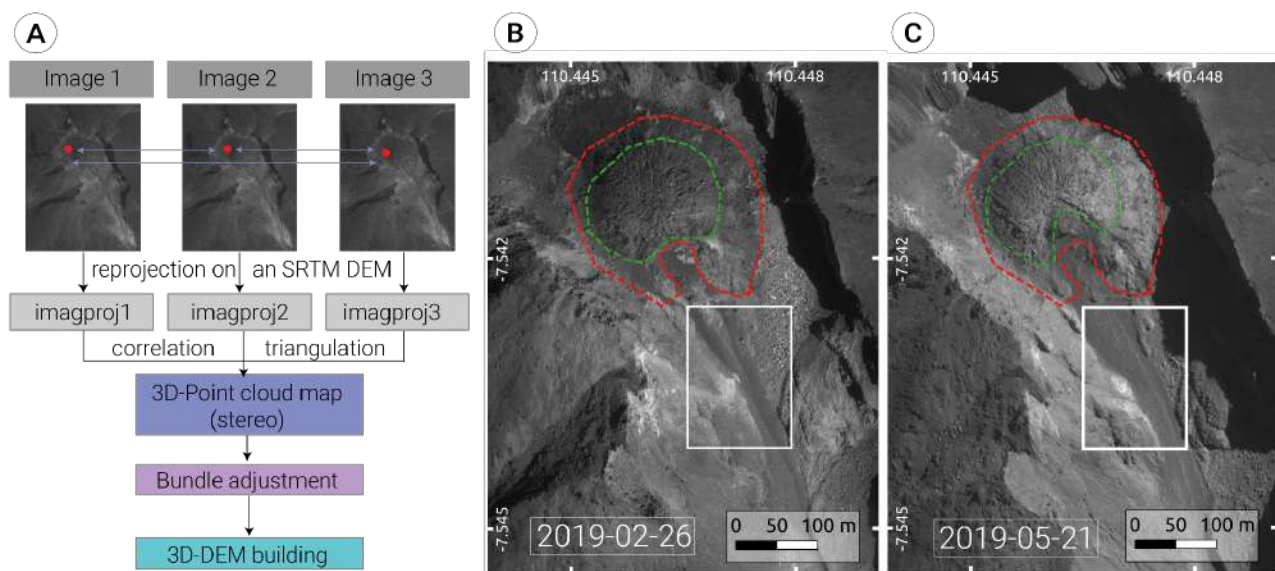 A
Image 1
Image 2
Image 3
reprojection on an SRTM DEM
imagproj1
imagproj2
imagproj3
correlation
triangulation
3D-Point cloud map
(stereo)
Bundle adjustment
3D-DEM building
B
110.445
110.448
-7.542
-7.545
2019-02-26
0 50 100 m
C
110.445
110.448
-7.542
-7.545
2019-05-21
0 50 100 m